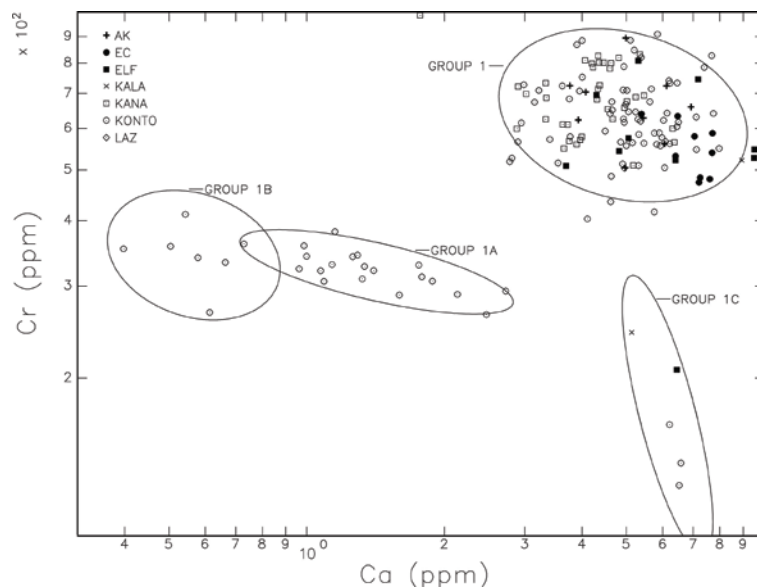 × 10²
9
8
7
6
5
4
3
2
Cr (ppm)
AK
EC
ELF
KALA
KANA
KONTO
LAZ
GROUP 1
GROUP 1B
GROUP 1A
GROUP 1C
4 5 6 7 8 9 10⁰ 2 3 4 5 6 7 8 9
Ca (ppm)